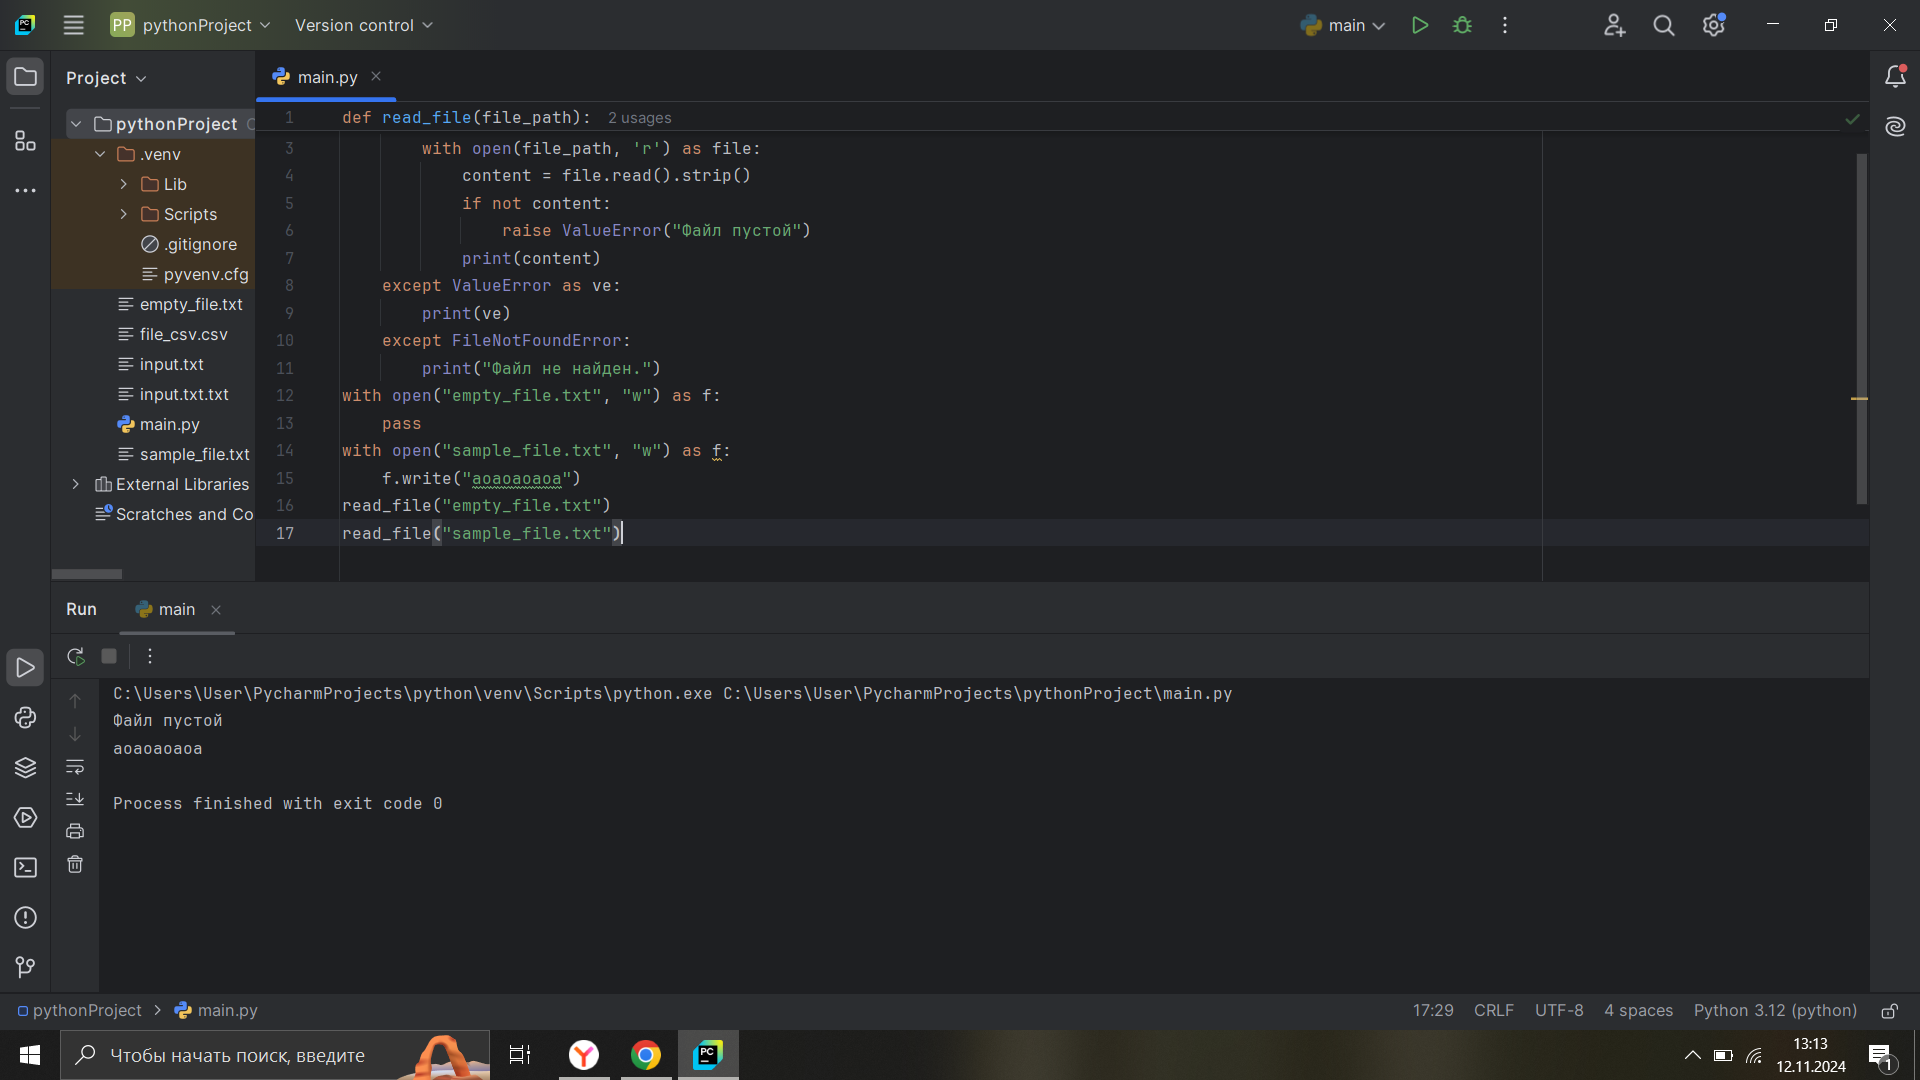 PP pythonProject Version control main
Project
main.py
pythonProject
.venv
Lib
Scripts
.gitignore
pyvenv.cfg
empty_file.txt
file_csv.csv
input.txt
input.txt.txt
main.py
sample_file.txt
External Libraries
Scratches and Co
1 def read_file(file_path): 2 usages
3 with open(file_path, 'r') as file:
4 content = file.read().strip()
5 if not content:
6 raise ValueError("Файл пустой")
7 print(content)
8 except ValueError as ve:
9 print(ve)
10 except FileNotFoundError:
11 print("Файл не найден.")
12 with open("empty_file.txt", "w") as f:
13 pass
14 with open("sample_file.txt", "w") as f:
15 f.write("аоаоаоаоа")
16 read_file("empty_file.txt")
17 read_file("sample_file.txt")
Run main
C:\Users\User\PycharmProjects\python\venv\Scripts\python.exe C:\Users\User\PycharmProjects\pythonProject\main.py
Файл пустой
аоаоаоаоа
Process finished with exit code 0
pythonProject > main.py 17:29 CRLF UTF-8 4 spaces Python 3.12 (python)
Чтобы начать поиск, введите
13:13
12.11.2024
1